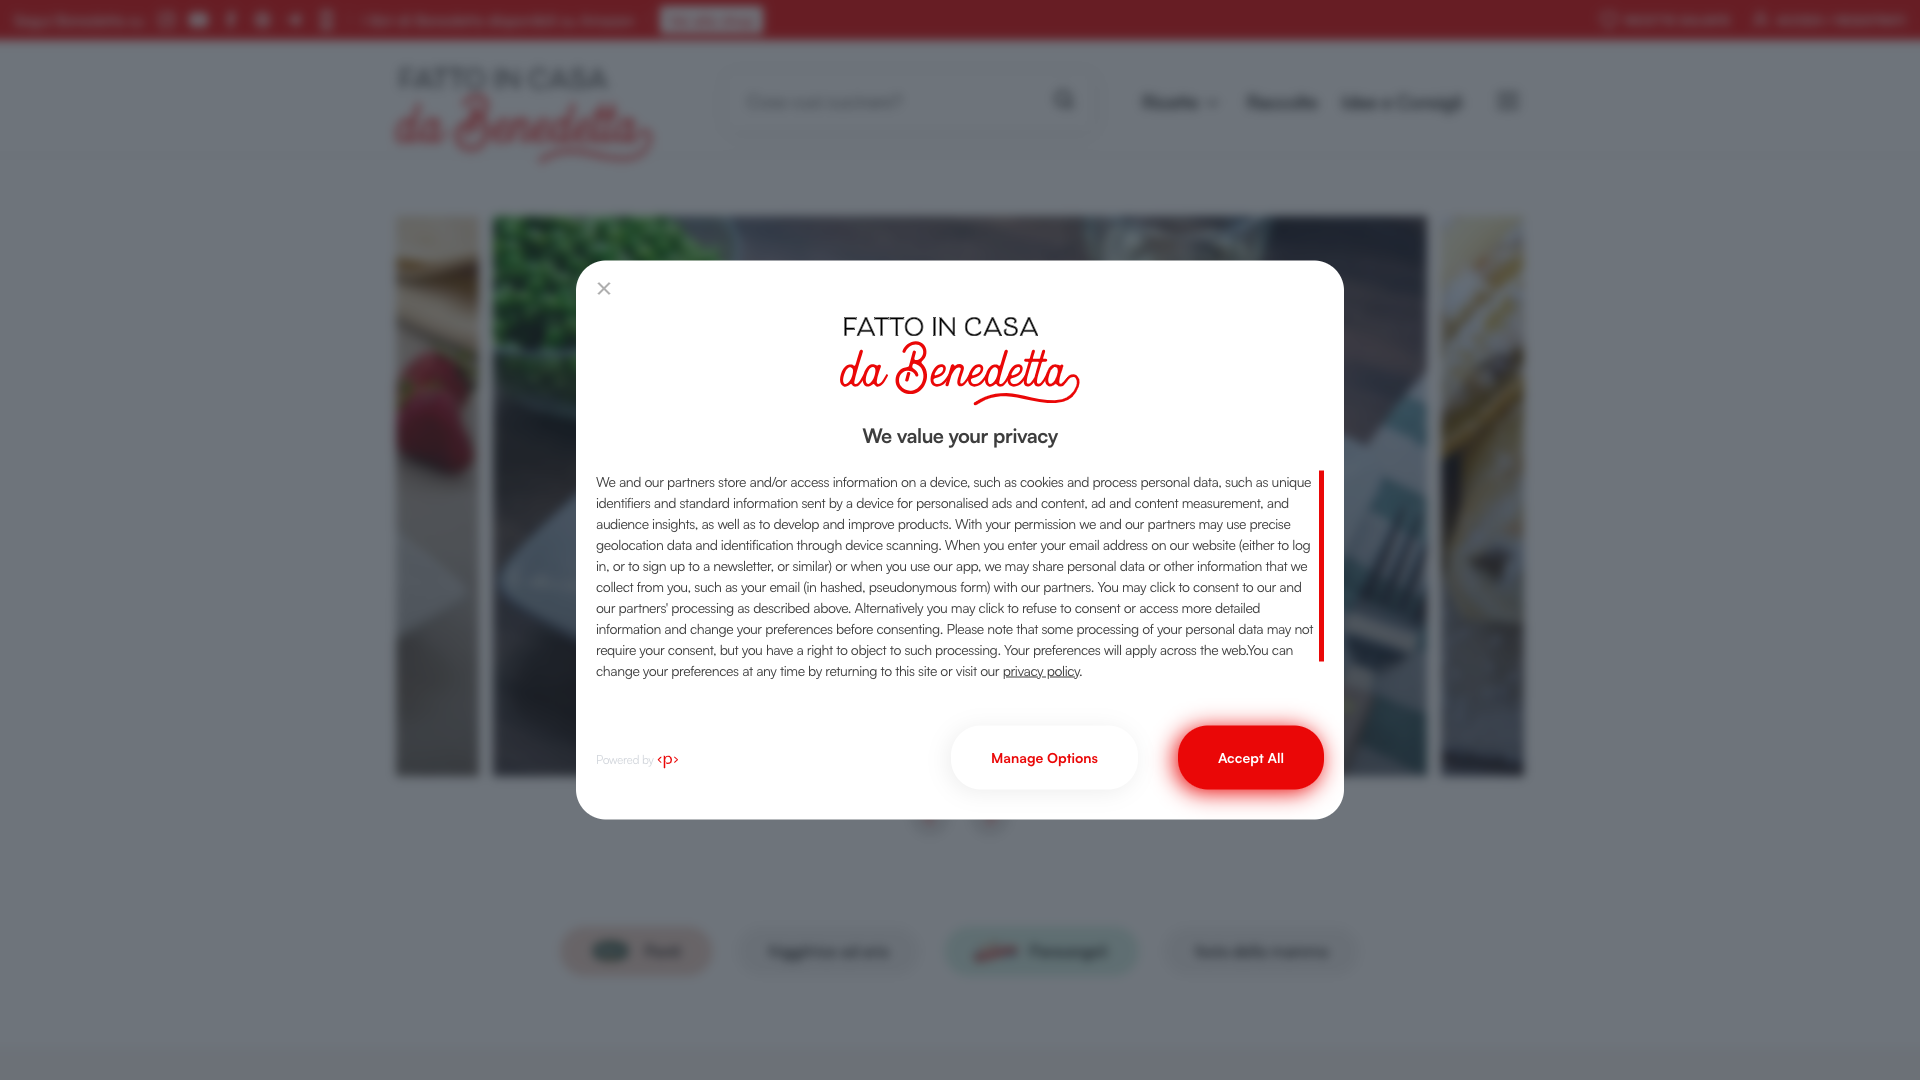 FATTO IN CASA
da Benedetta
Ricette
Raccolte
Idee e Consigli
FATTO IN CASA
da Benedetta
We value your privacy
We and our partners store and/or access information on a device, such as cookies and process personal data, such as unique
identifiers and standard information sent by a device for personalised ads and content, ad and content measurement, and
audience insights, as well as to develop and improve products. With your permission we and our partners may use precise
geolocation data and identification through device scanning. When you enter your email address on our website (either to log
in, or to sign up to a newsletter, or similar) or when you use our app, we may share personal data or other information that we
collect from you, such as your email (in hashed, pseudonymous form) with our partners. You may click to consent to our and
our partners' processing as described above. Alternatively you may click to refuse to consent or access more detailed
information and change your preferences before consenting. Please note that some processing of your personal data may not
require your consent, but you have a right to object to such processing. Your preferences will apply across the web.You can
change your preferences at any time by returning to this site or visit our privacy policy.
Powered by <p>
Manage Options
Accept All